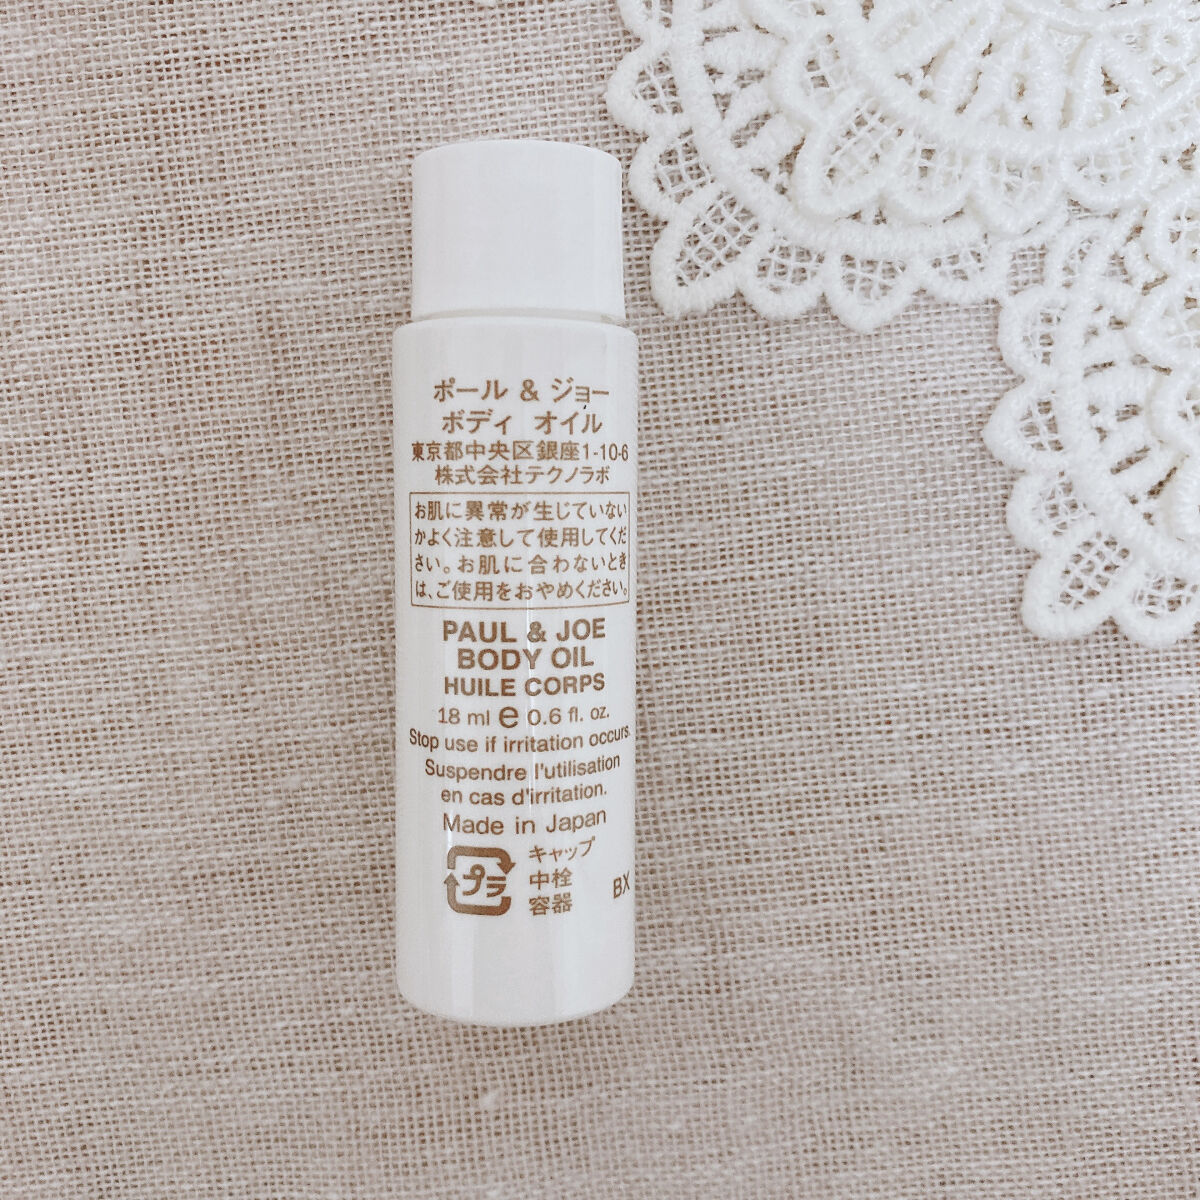 ポール & ジョー
ボディ オイル
東京都中央区銀座1-10-6
株式会社テクノラボ
お肌に異常が生じていない
かよく注意して使用してくだ
さい。お肌に合わないとき
は、ご使用をおやめください。
PAUL & JOE
BODY OIL
HUILE CORPS
18 ml e 0.6 fl. oz.
Stop use if irritation occurs.
Suspendre l'utilisation
en cas d'irritation.
Made in Japan
プラ
キャップ
中栓
容器
BX